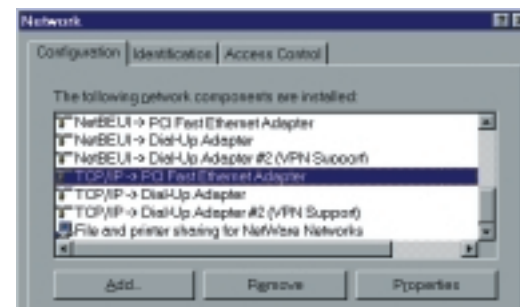 Network
Configuration Identification Access Control
The following network components are installed:
NetBEUI -> PCI Fast Ethernet Adapter
NetBEUI -> Dial-Up Adapter
NetBEUI -> Dial-Up Adapter #2 (VPN Support)
TCP/IP -> PCI Fast Ethernet Adapter
TCP/IP -> Dial-Up Adapter
TCP/IP -> Dial-Up Adapter #2 (VPN Support)
File and printer sharing for NetWare Networks
Add... Remove Properties